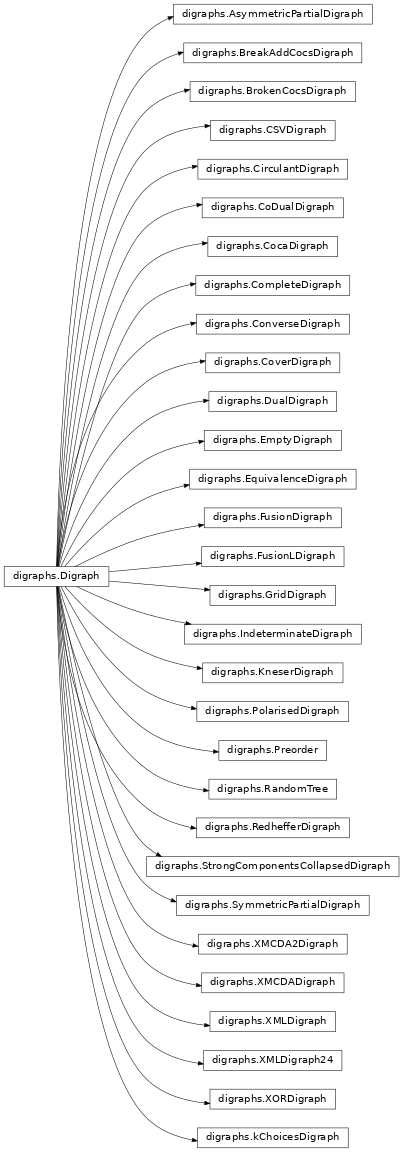 digraphs.AsymmetricPartialDigraph
digraphs.BreakAddCocsDigraph
digraphs.BrokenCocsDigraph
digraphs.CSVDigraph
digraphs.CirculantDigraph
digraphs.CoDualDigraph
digraphs.CocaDigraph
digraphs.CompleteDigraph
digraphs.ConverseDigraph
digraphs.CoverDigraph
digraphs.DualDigraph
digraphs.EmptyDigraph
digraphs.EquivalenceDigraph
digraphs.FusionDigraph
digraphs.FusionLDigraph
digraphs.Digraph
digraphs.GridDigraph
digraphs.IndeterminateDigraph
digraphs.KneserDigraph
digraphs.PolarisedDigraph
digraphs.Preorder
digraphs.RandomTree
digraphs.RedhefferDigraph
digraphs.StrongComponentsCollapsedDigraph
digraphs.SymmetricPartialDigraph
digraphs.XMCDA2Digraph
digraphs.XMCDADigraph
digraphs.XMLDigraph
digraphs.XMLDigraph24
digraphs.XORDigraph
digraphs.kChoicesDigraph